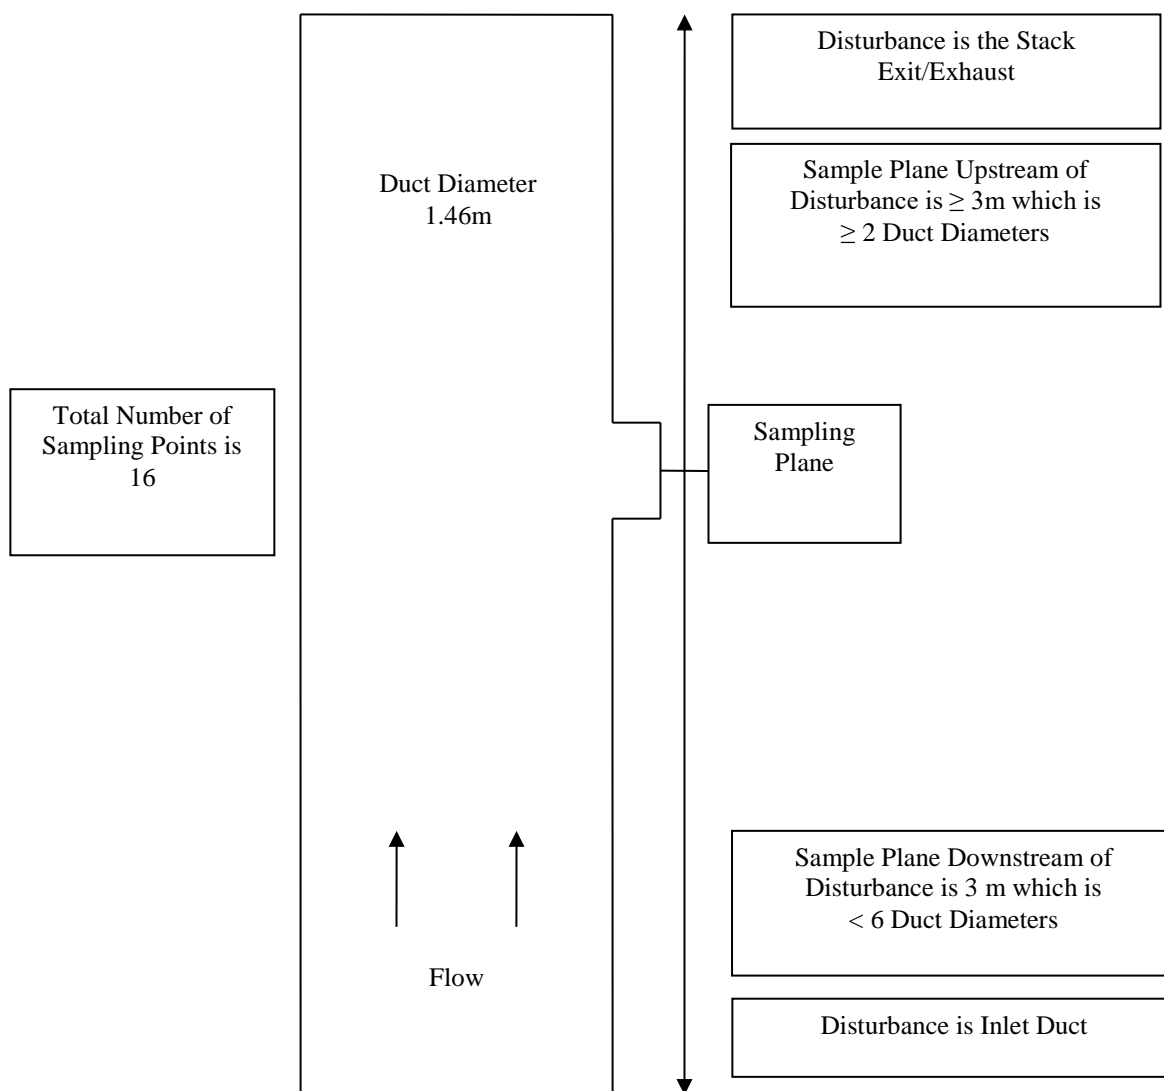 Disturbance is the Stack
Exit/Exhaust
Sample Plane Upstream of
Disturbance is ≥ 3m which is
≥ 2 Duct Diameters
Duct Diameter
1.46m
Total Number of
Sampling Points is
16
Sampling
Plane
Sample Plane Downstream of
Disturbance is 3 m which is
< 6 Duct Diameters
Flow
Disturbance is Inlet Duct